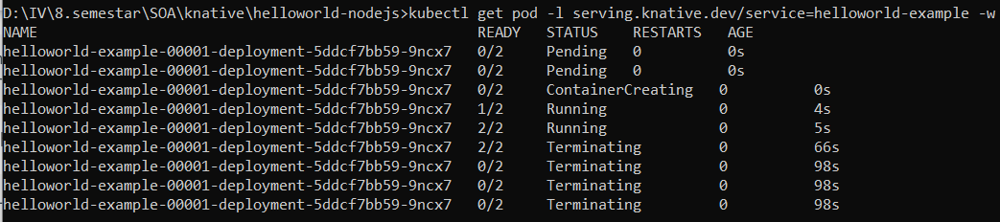 D:\IV\8.semestar\SOA\knative\helloworld-nodejs>kubectl get pod -l serving.knative.dev/service=helloworld-example -w
NAME READY STATUS RESTARTS AGE
helloworld-example-00001-deployment-5ddcf7bb59-9ncx7 0/2 Pending 0 0s
helloworld-example-00001-deployment-5ddcf7bb59-9ncx7 0/2 Pending 0 0s
helloworld-example-00001-deployment-5ddcf7bb59-9ncx7 0/2 ContainerCreating 0 0s
helloworld-example-00001-deployment-5ddcf7bb59-9ncx7 1/2 Running 0 4s
helloworld-example-00001-deployment-5ddcf7bb59-9ncx7 2/2 Running 0 5s
helloworld-example-00001-deployment-5ddcf7bb59-9ncx7 2/2 Terminating 0 66s
helloworld-example-00001-deployment-5ddcf7bb59-9ncx7 0/2 Terminating 0 98s
helloworld-example-00001-deployment-5ddcf7bb59-9ncx7 0/2 Terminating 0 98s
helloworld-example-00001-deployment-5ddcf7bb59-9ncx7 0/2 Terminating 0 98s